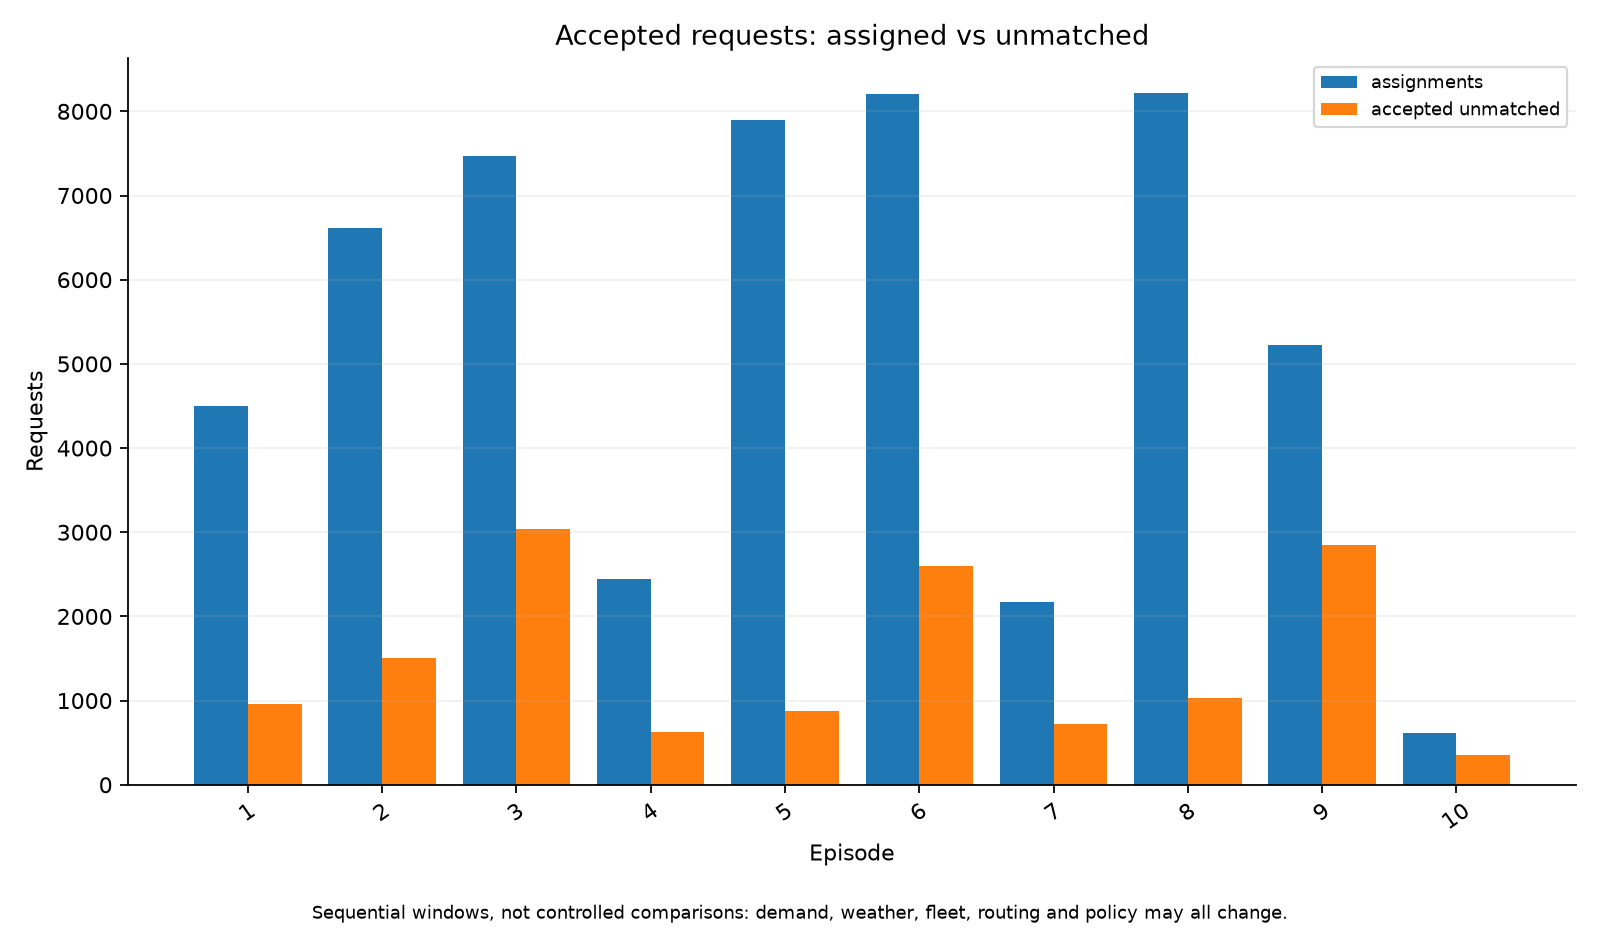 Accepted requests: assigned vs unmatched
assignments
accepted unmatched
8000
7000
6000
5000
4000
3000
2000
1000
0
Requests
1 2 3 4 5 6 7 8 9 10
Episode
Sequential windows, not controlled comparisons: demand, weather, fleet, routing and policy may all change.